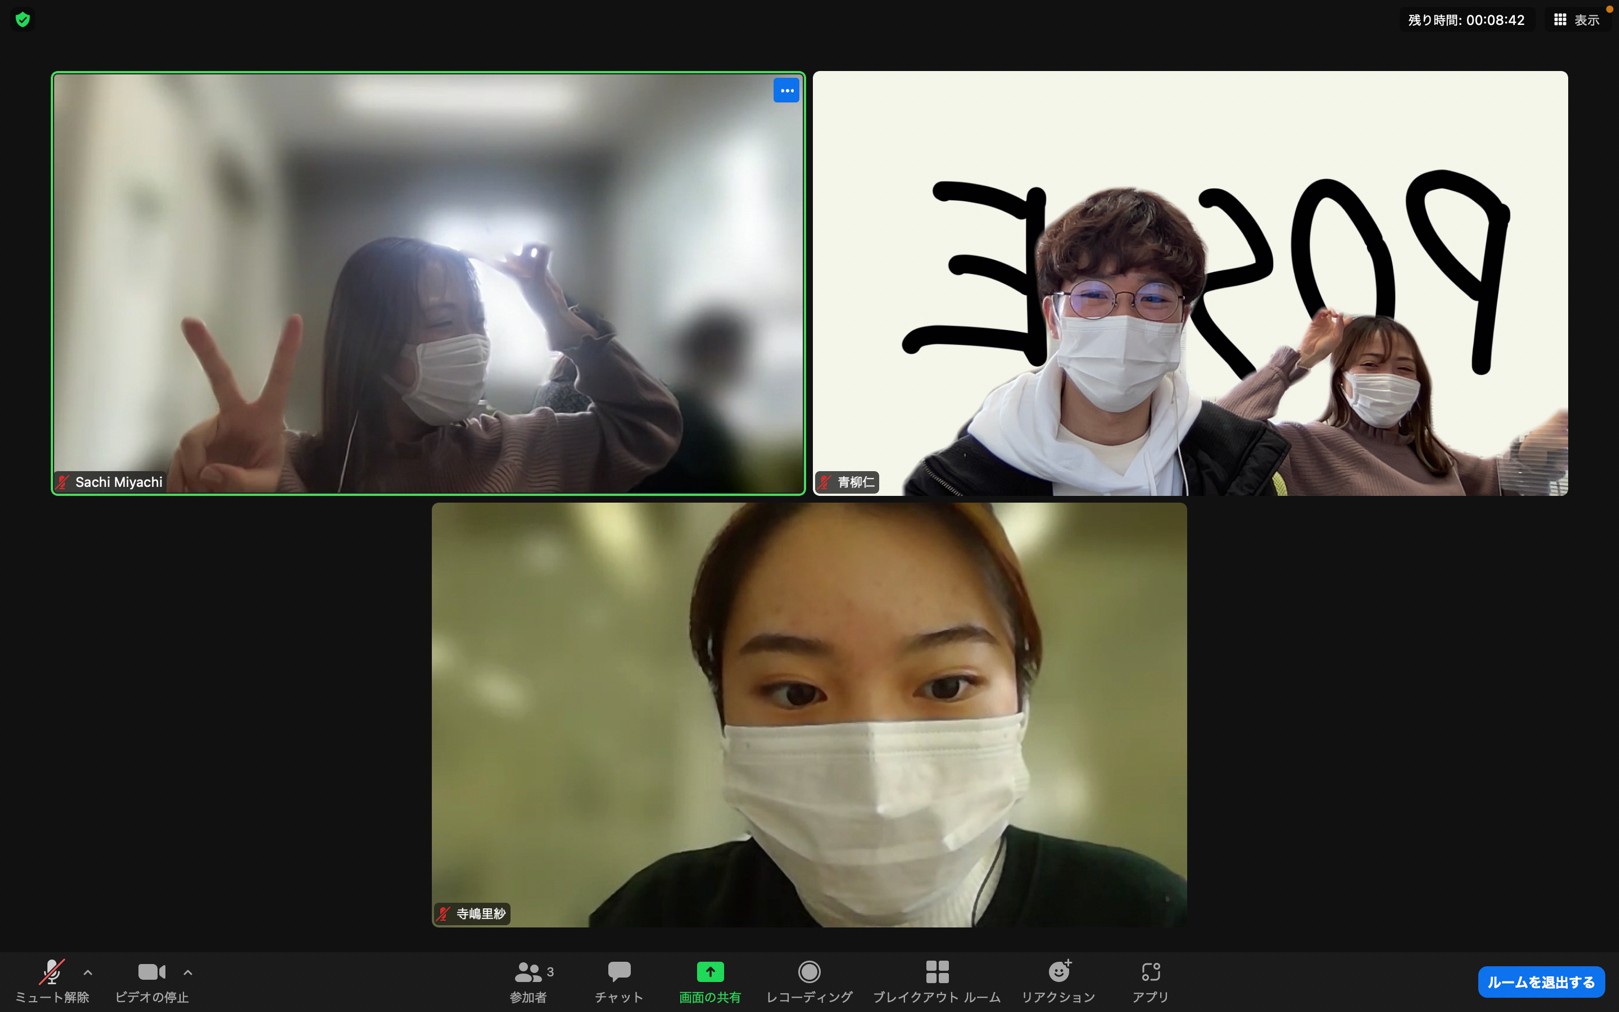 残り時間: 00:08:42
表示
POSE
Sachi Miyachi
青柳仁
寺嶋里紗
3
ミュート解除
ビデオの停止
参加者
チャット
画面の共有
レコーディング
ブレイクアウト ルーム
リアクション
アプリ
ルームを退出する